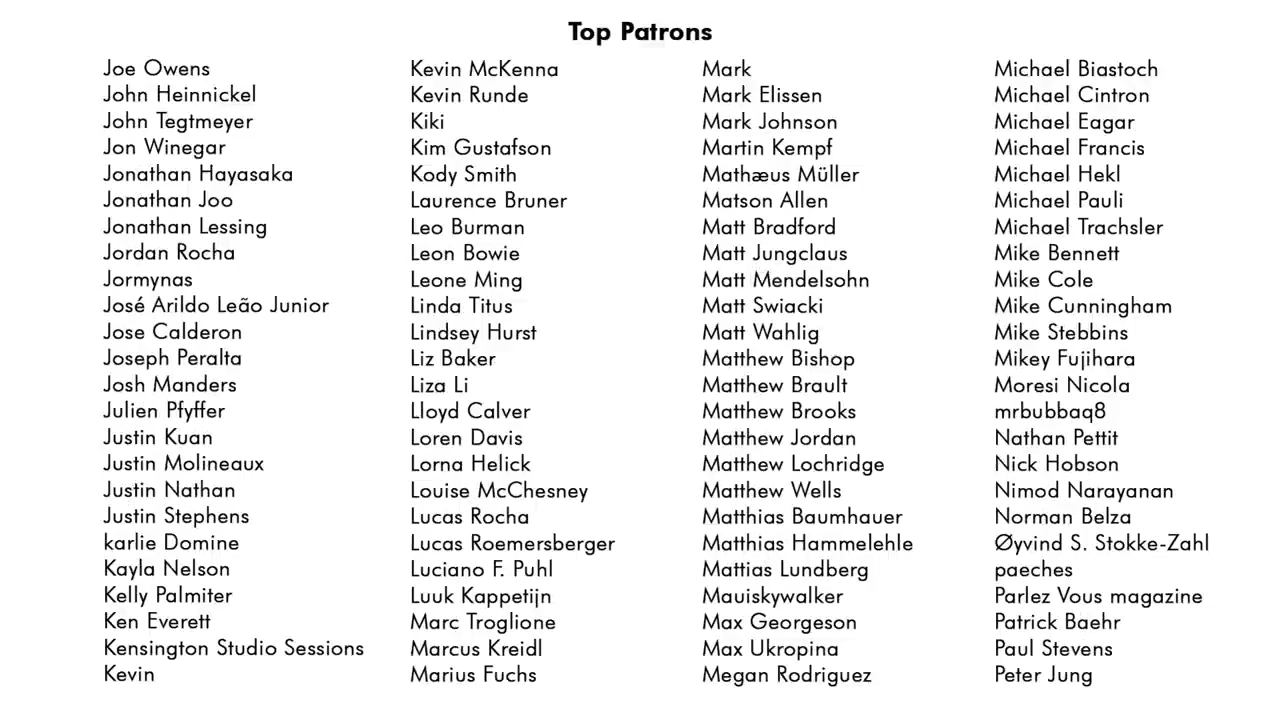 Top Patrons
Joe Owens
John Heinnickel
John Tegtmeyer
Jon Winegar
Jonathan Hayasaka
Jonathan Joo
Jonathan Lessing
Jordan Rocha
Jormynas
José Arildo Leão Junior
Jose Calderon
Joseph Peralta
Josh Manders
Julien Pfyffer
Justin Kuan
Justin Molineaux
Justin Nathan
Justin Stephens
karlie Domine
Kayla Nelson
Kelly Palmiter
Ken Everett
Kensington Studio Sessions
Kevin
Kevin McKenna
Kevin Runde
Kiki
Kim Gustafson
Kody Smith
Laurence Bruner
Leo Burman
Leon Bowie
Leone Ming
Linda Titus
Lindsey Hurst
Liz Baker
Liza Li
Lloyd Calver
Loren Davis
Lorna Helick
Louise McChesney
Lucas Rocha
Lucas Roemersberger
Luciano F. Puhl
Luuk Kappetijn
Marc Troglione
Marcus Kreidl
Marius Fuchs
Mark
Mark Elissen
Mark Johnson
Martin Kempf
Mathæus Müller
Matson Allen
Matt Bradford
Matt Jungclaus
Matt Mendelsohn
Matt Swiacki
Matt Wahlig
Matthew Bishop
Matthew Brault
Matthew Brooks
Matthew Jordan
Matthew Lochridge
Matthew Wells
Matthias Baumhauer
Matthias Hammelehle
Mattias Lundberg
Mauiskywalker
Max Georgeson
Max Ukropina
Megan Rodriguez
Michael Biastoch
Michael Cintron
Michael Eagar
Michael Francis
Michael Hekl
Michael Pauli
Michael Trachsler
Mike Bennett
Mike Cole
Mike Cunningham
Mike Stebbins
Mikey Fujihara
Moresi Nicola
mrbubbaq8
Nathan Pettit
Nick Hobson
Nimod Narayanan
Norman Belza
Øyvind S. Stokke-Zahl
paeches
Parlez Vous magazine
Patrick Baehr
Paul Stevens
Peter Jung